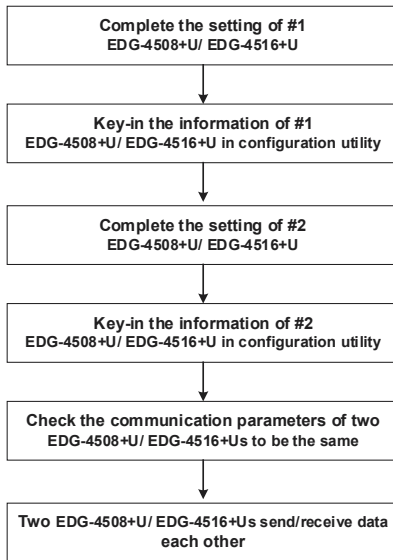 Complete the setting of #1
EDG-4508+U/ EDG-4516+U
Key-in the information of #1
EDG-4508+U/ EDG-4516+U in configuration utility
Complete the setting of #2
EDG-4508+U/ EDG-4516+U
Key-in the information of #2
EDG-4508+U/ EDG-4516+U in configuration utility
Check the communication parameters of two
EDG-4508+U/ EDG-4516+Us to be the same
Two EDG-4508+U/ EDG-4516+Us send/receive data
each other